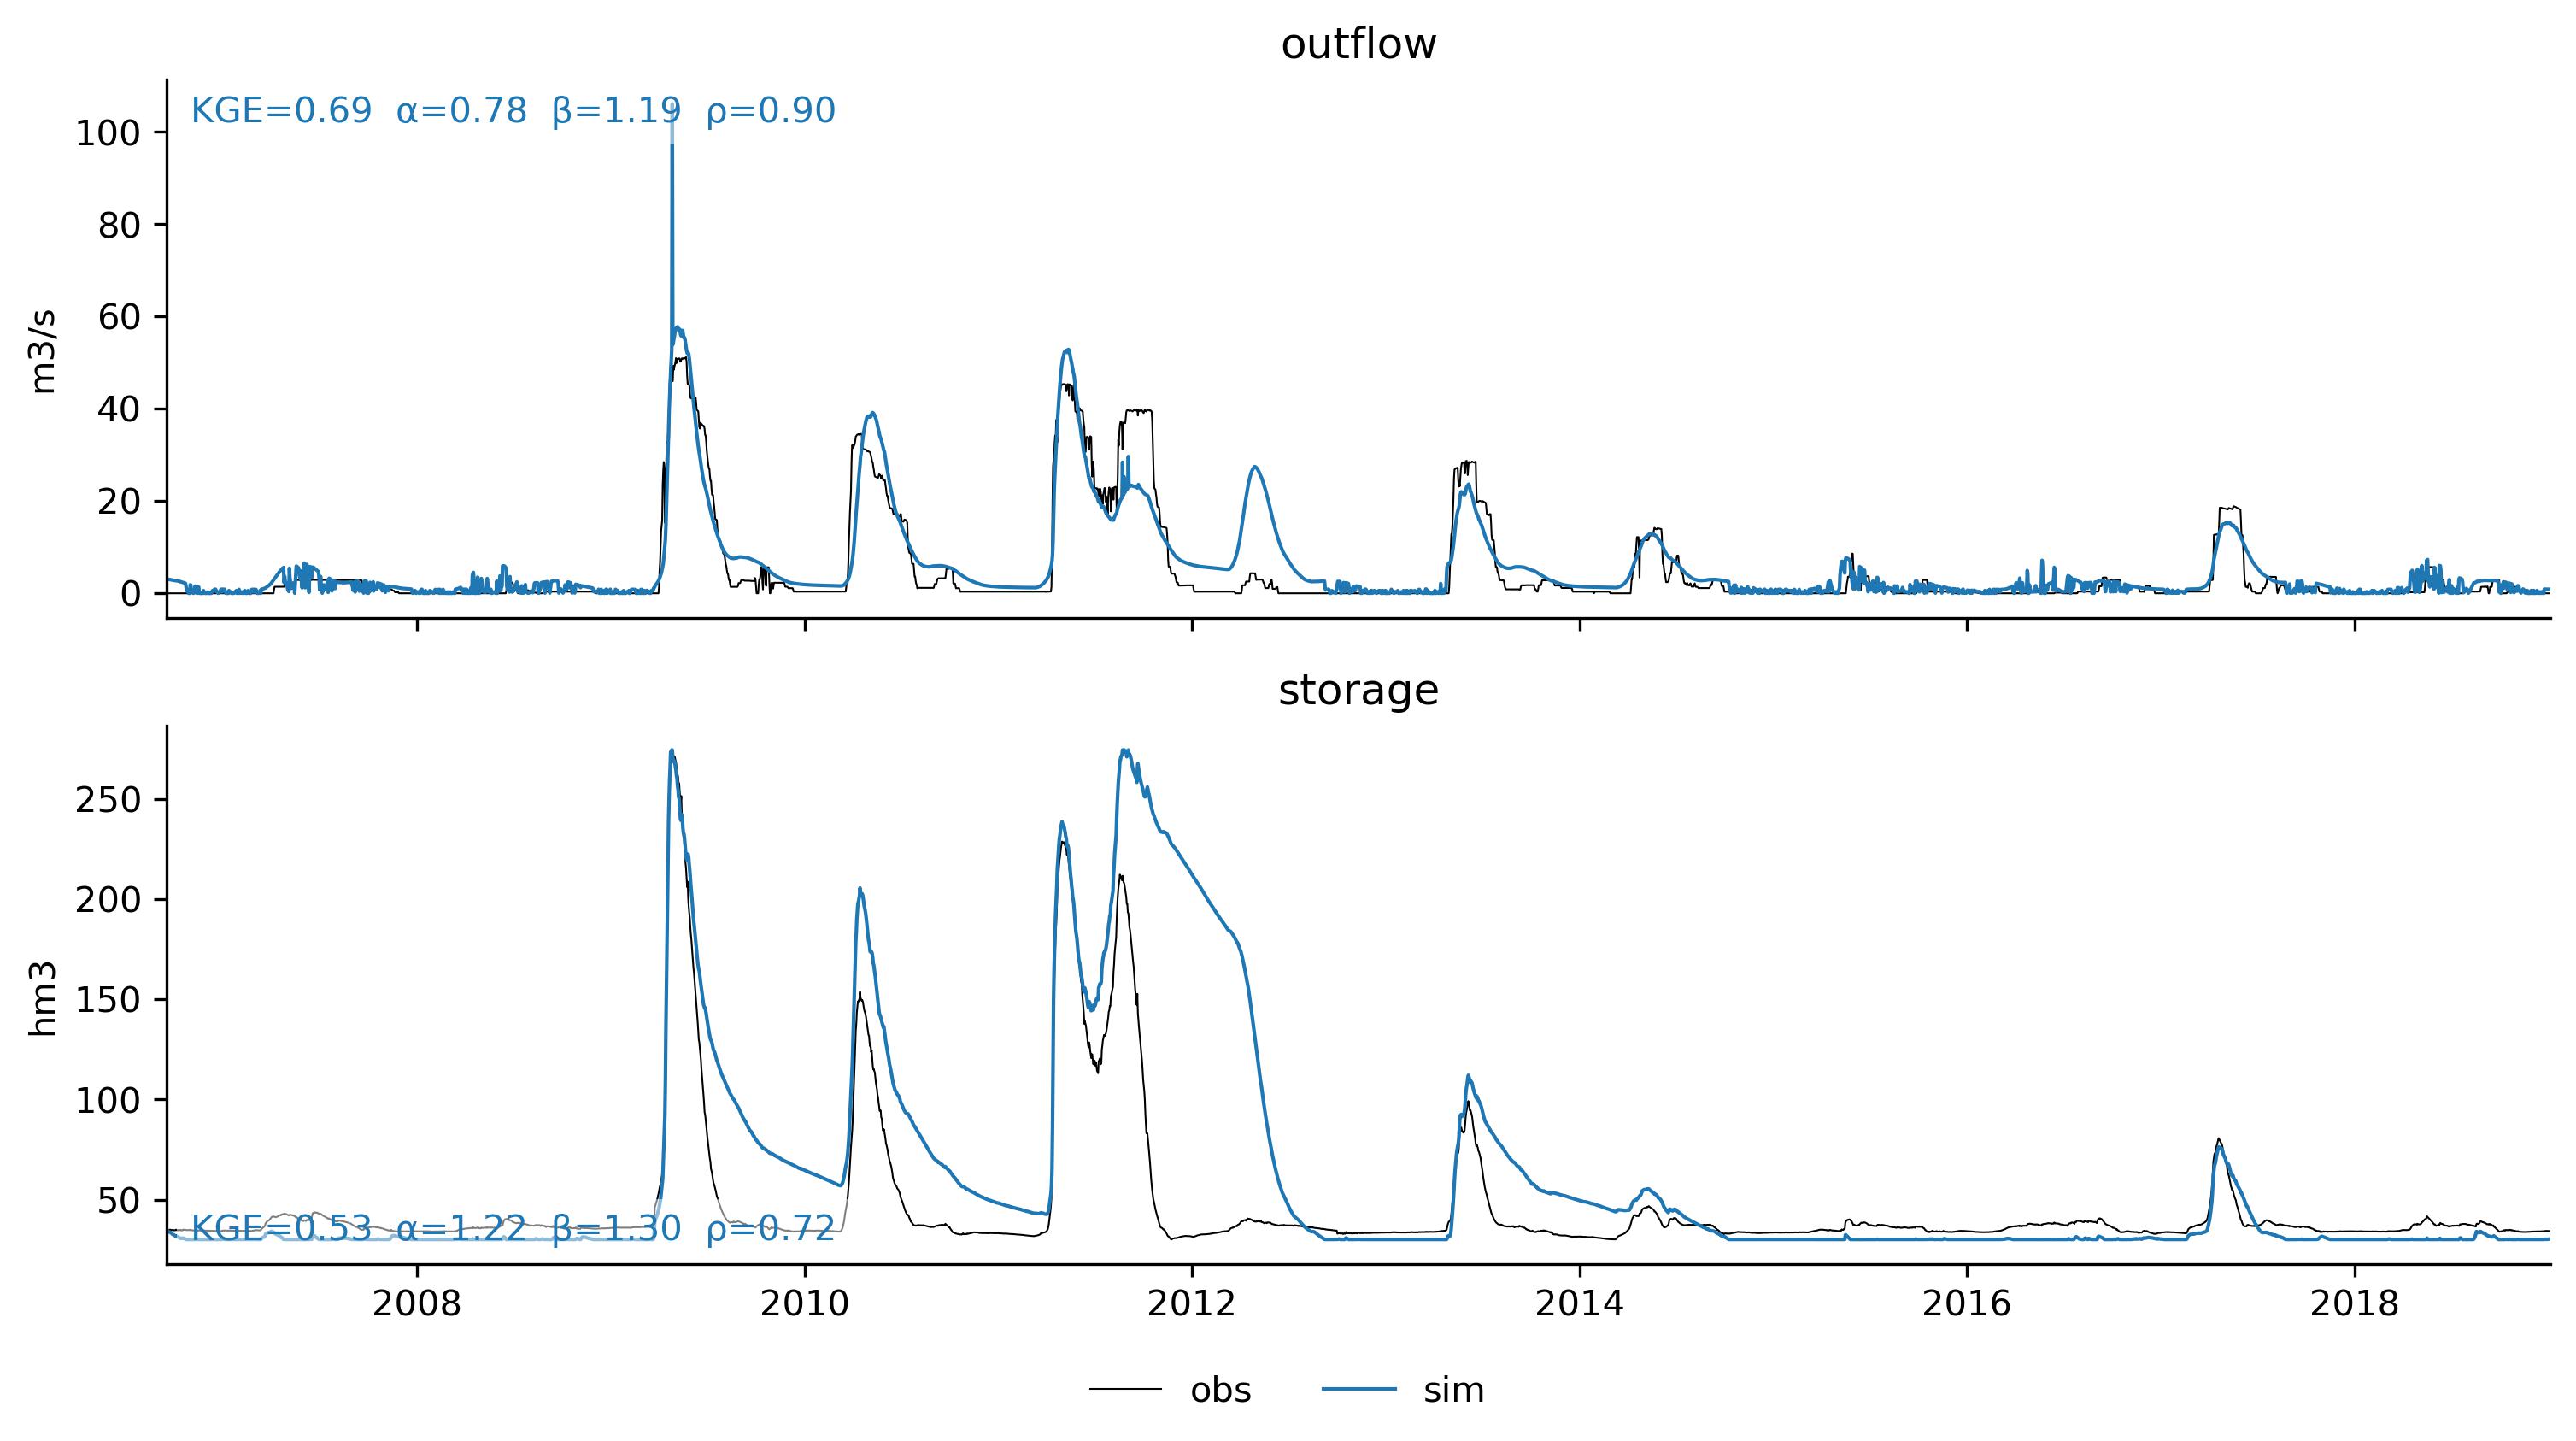 outflow
KGE=0.69 α=0.78 β=1.19 ρ=0.90
100
80
60
40
20
0
m3/s
storage
250
200
150
100
50
hm3
KGE=0.53 α=1.22 β=1.30 ρ=0.72
2008 2010 2012 2014 2016 2018
obs sim